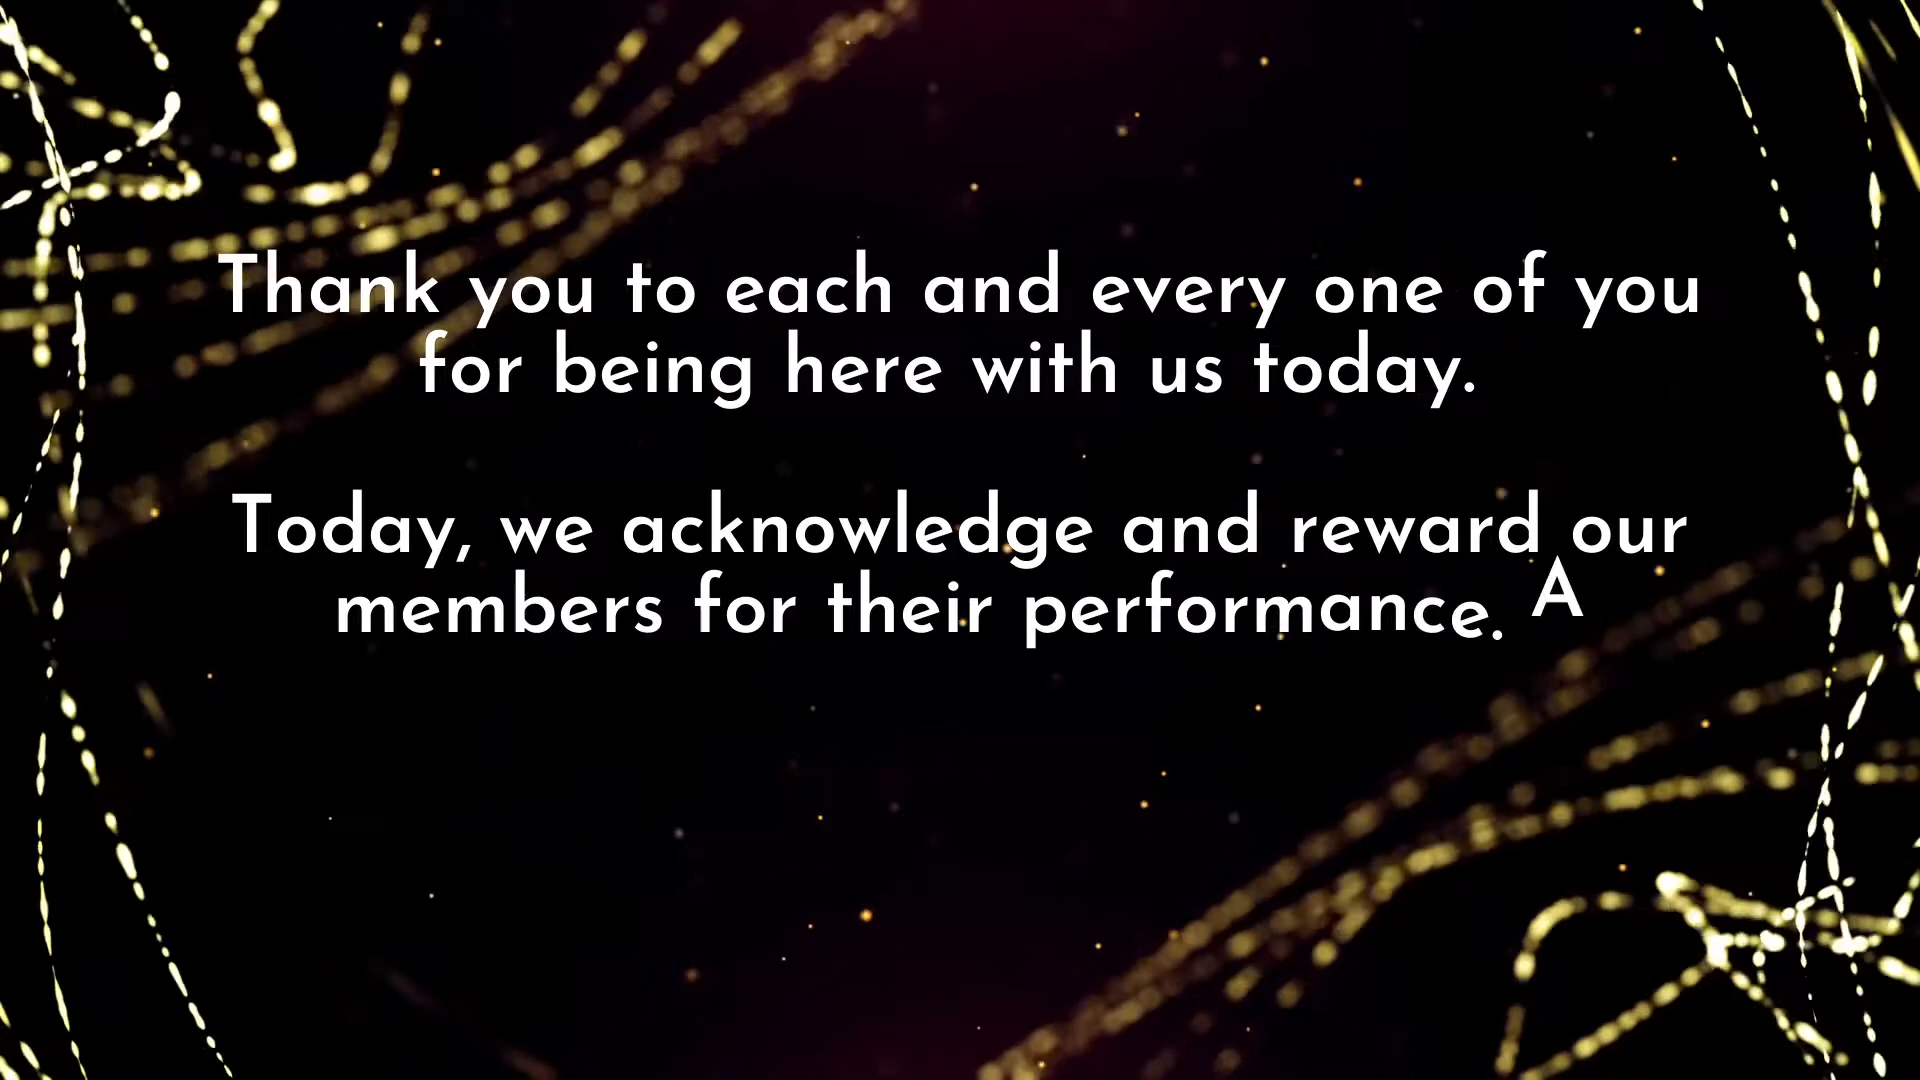 Thank you to each and every one of you
for being here with us today.
Today, we acknowledge and reward our
members for their performance. A